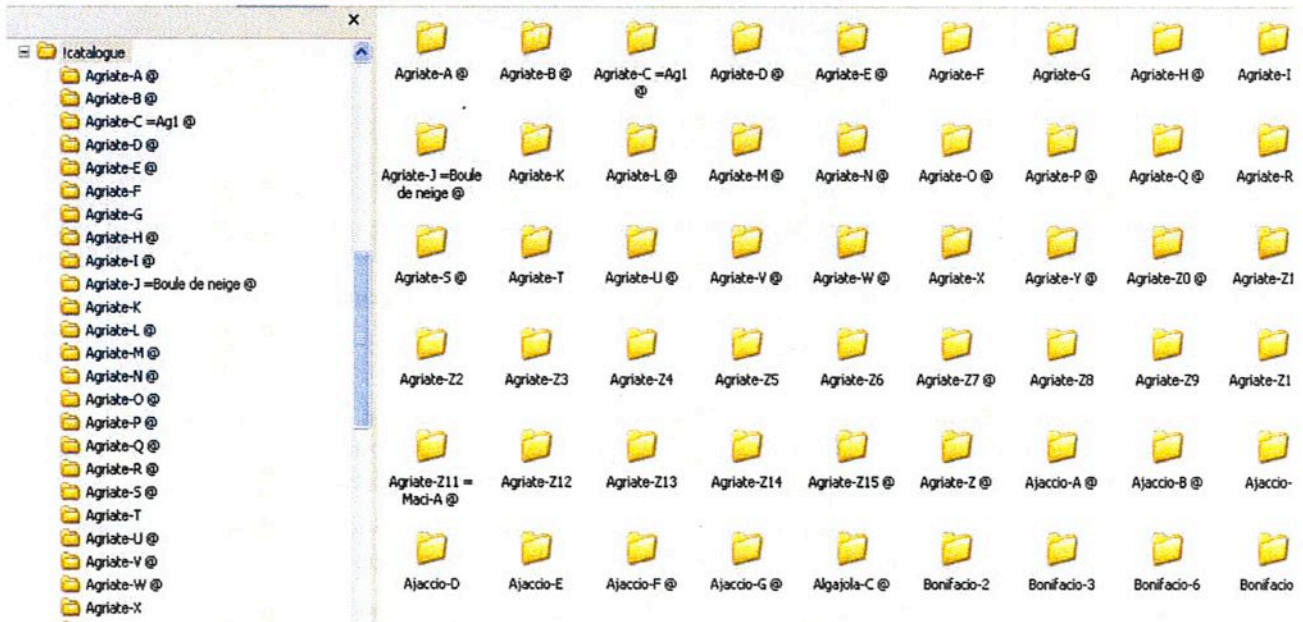 !catalogue
Agriate-A @
Agriate-B @
Agriate-C =Ag1 @
Agriate-D @
Agriate-E @
Agriate-F
Agriate-G
Agriate-H @
Agriate-I @
Agriate-J =Boule de neige @
Agriate-K
Agriate-L @
Agriate-M @
Agriate-N @
Agriate-O @
Agriate-P @
Agriate-Q @
Agriate-R @
Agriate-S @
Agriate-T
Agriate-U @
Agriate-V @
Agriate-W @
Agriate-X
Agriate-A @ Agriate-B @ Agriate-C =Ag1 Agriate-D @ Agriate-E @ Agriate-F Agriate-G Agriate-H @ Agriate-I
@
Agriate-J =Boule Agriate-K Agriate-L @ Agriate-M @ Agriate-N @ Agriate-O @ Agriate-P @ Agriate-Q @ Agriate-R
de neige @
Agriate-S @ Agriate-T Agriate-U @ Agriate-V @ Agriate-W @ Agriate-X Agriate-Y @ Agriate-Z0 @ Agriate-Z1
Agriate-Z2 Agriate-Z3 Agriate-Z4 Agriate-Z5 Agriate-Z6 Agriate-Z7 @ Agriate-Z8 Agriate-Z9 Agriate-Z1
Agriate-Z11 = Agriate-Z12 Agriate-Z13 Agriate-Z14 Agriate-Z15 @ Agriate-Z @ Ajaccio-A @ Ajaccio-B @ Ajaccio-
Maci-A @
Ajaccio-D Ajaccio-E Ajaccio-F @ Ajaccio-G @ Algajola-C @ Bonifacio-2 Bonifacio-3 Bonifacio-6 Bonifacio